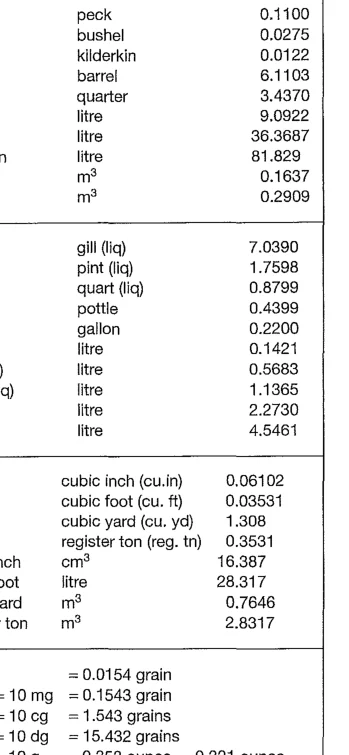 peck 0.1100
bushel 0.0275
kilderkin 0.0122
barrel 6.1103
quarter 3.4370
litre 9.0922
litre 36.3687
n litre 81.829
m³ 0.1637
m³ 0.2909
gill (liq) 7.0390
pint (liq) 1.7598
quart (liq) 0.8799
pottle 0.4399
gallon 0.2200
litre 0.1421
) litre 0.5683
q) litre 1.1365
litre 2.2730
litre 4.5461
cubic inch (cu.in) 0.06102
cubic foot (cu. ft) 0.03531
cubic yard (cu. yd) 1.308
register ton (reg. tn) 0.3531
nch cm³ 16.387
oot litre 28.317
ard m³ 0.7646
r ton m³ 2.8317
= 0.0154 grain
= 10 mg = 0.1543 grain
= 10 cg = 1.543 grains
= 10 dg = 15.432 grains